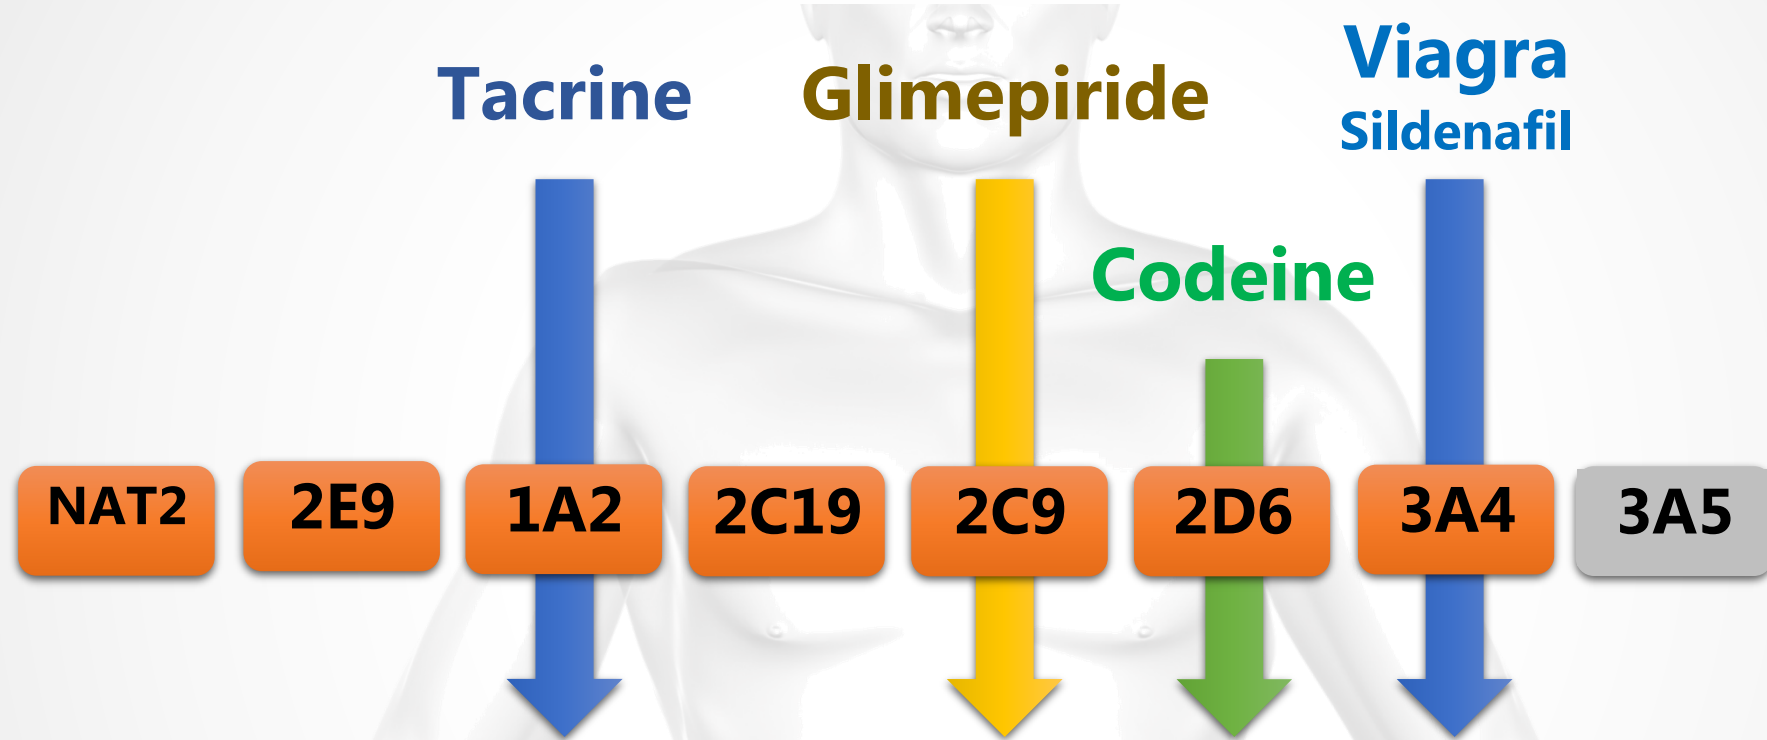 Tacrine
Glimepiride
Viagra
Sildenafil
Codeine
NAT2
2E9
1A2
2C19
2C9
2D6
3A4
3A5